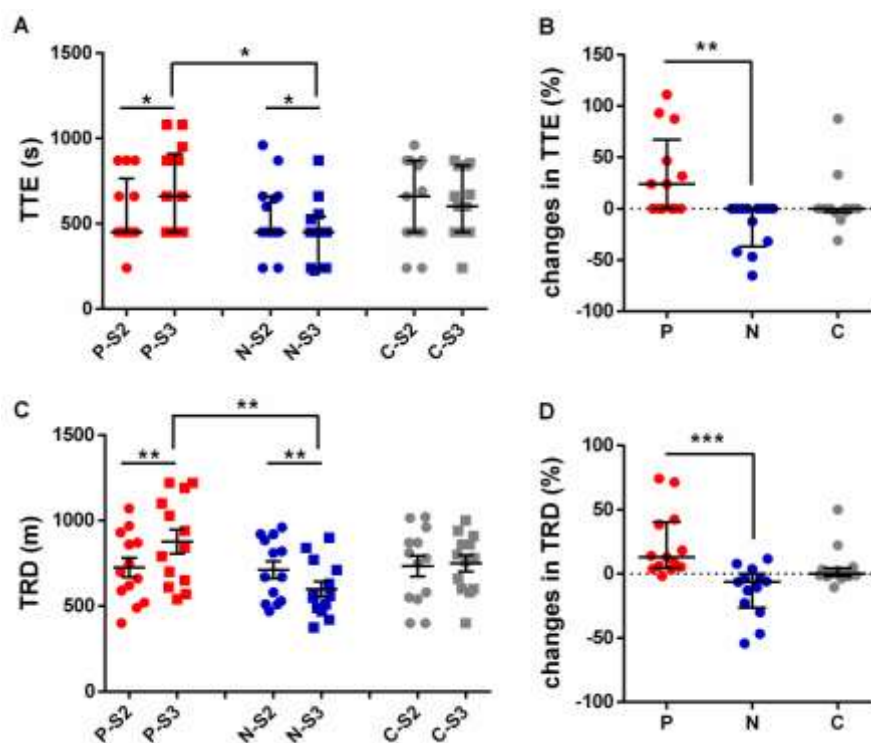 A
TTE (s)
1500
1000
500
0
*
*
*
P-S2
P-S3
N-S2
N-S3
C-S2
C-S3
B
changes in TTE (%)
150
100
50
0
-50
-100
**
P
N
C
C
TRD (m)
1500
1000
500
0
**
**
**
P-S2
P-S3
N-S2
N-S3
C-S2
C-S3
D
changes in TRD (%)
100
50
0
-50
-100
***
P
N
C